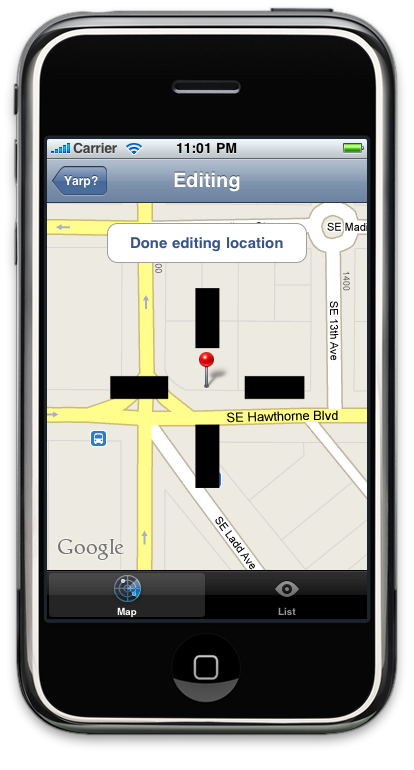 Carrier 11:01 PM
Yarp? Editing
SE Madi
Done editing location
00
1400
SE 13th Ave
SE Hawthorne Blvd
SE Ladd Ave
Google
Map List